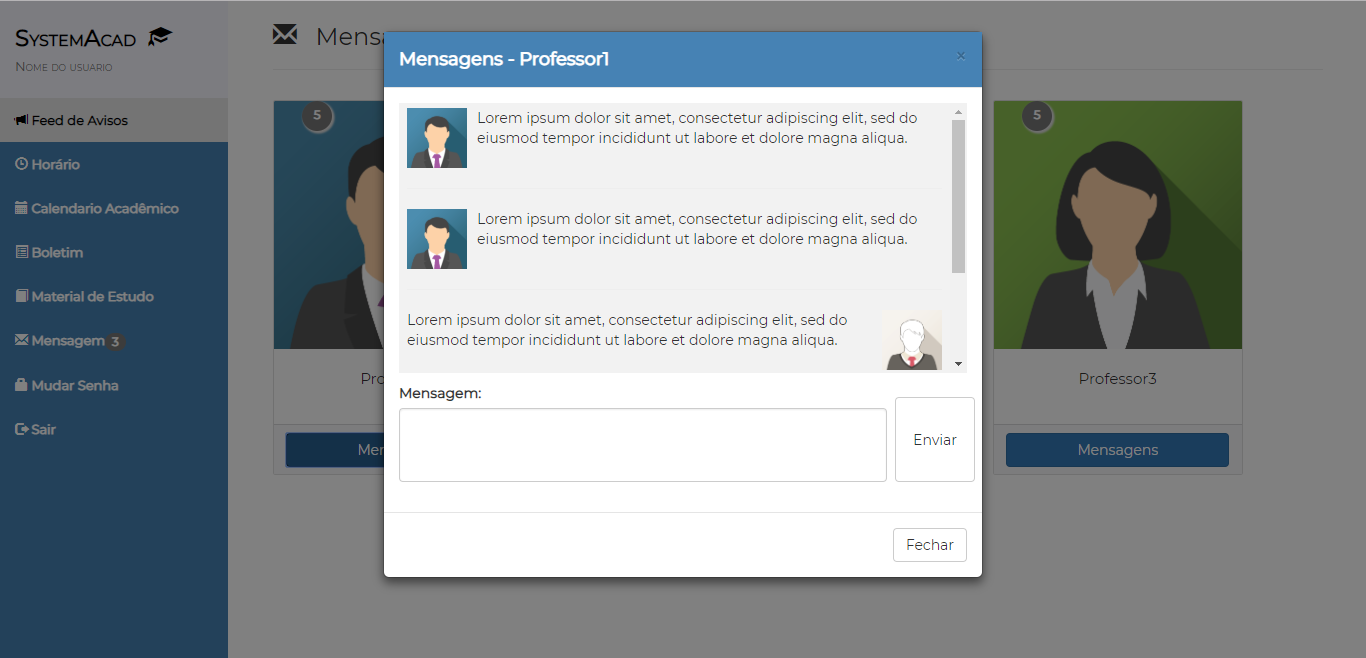 SystemAcad
Nome do usuario
Feed de Avisos
Horário
Calendario Acadêmico
Boletim
Material de Estudo
Mensagem 3
Mudar Senha
Sair
Mensa
5
5
Pro
Professor3
Men
Mensagens
Mensagens - Professor1
×
Lorem ipsum dolor sit amet, consectetur adipiscing elit, sed do
eiusmod tempor incididunt ut labore et dolore magna aliqua.
Lorem ipsum dolor sit amet, consectetur adipiscing elit, sed do
eiusmod tempor incididunt ut labore et dolore magna aliqua.
Lorem ipsum dolor sit amet, consectetur adipiscing elit, sed do
eiusmod tempor incididunt ut labore et dolore magna aliqua.
Mensagem:
Enviar
Fechar